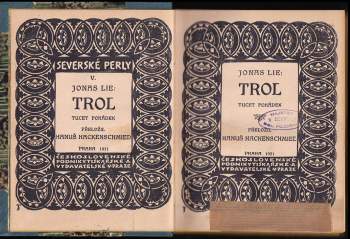 SEVERSKÉ PERLY
V.
JONAS LIE:
TROL
TUCET POHÁDEK
PŘELOŽIL
HANUŠ HACKENSCHMIED.
PRAHA 1921
ČESKOSLOVENSKÉ
PODNIKY TISKAŘSKÉ A
VYDAVATELSKÉ V PRAZE
JONAS LIE:
TROL
TUCET POHÁDEK
PŘELOŽIL
HANUŠ HACKENSCHMIED.
PRAHA 1921
ČESKOSLOVENSKÉ
PODNIKY TISKAŘSKÉ A
VYDAVATELSKÉ V PRAZE